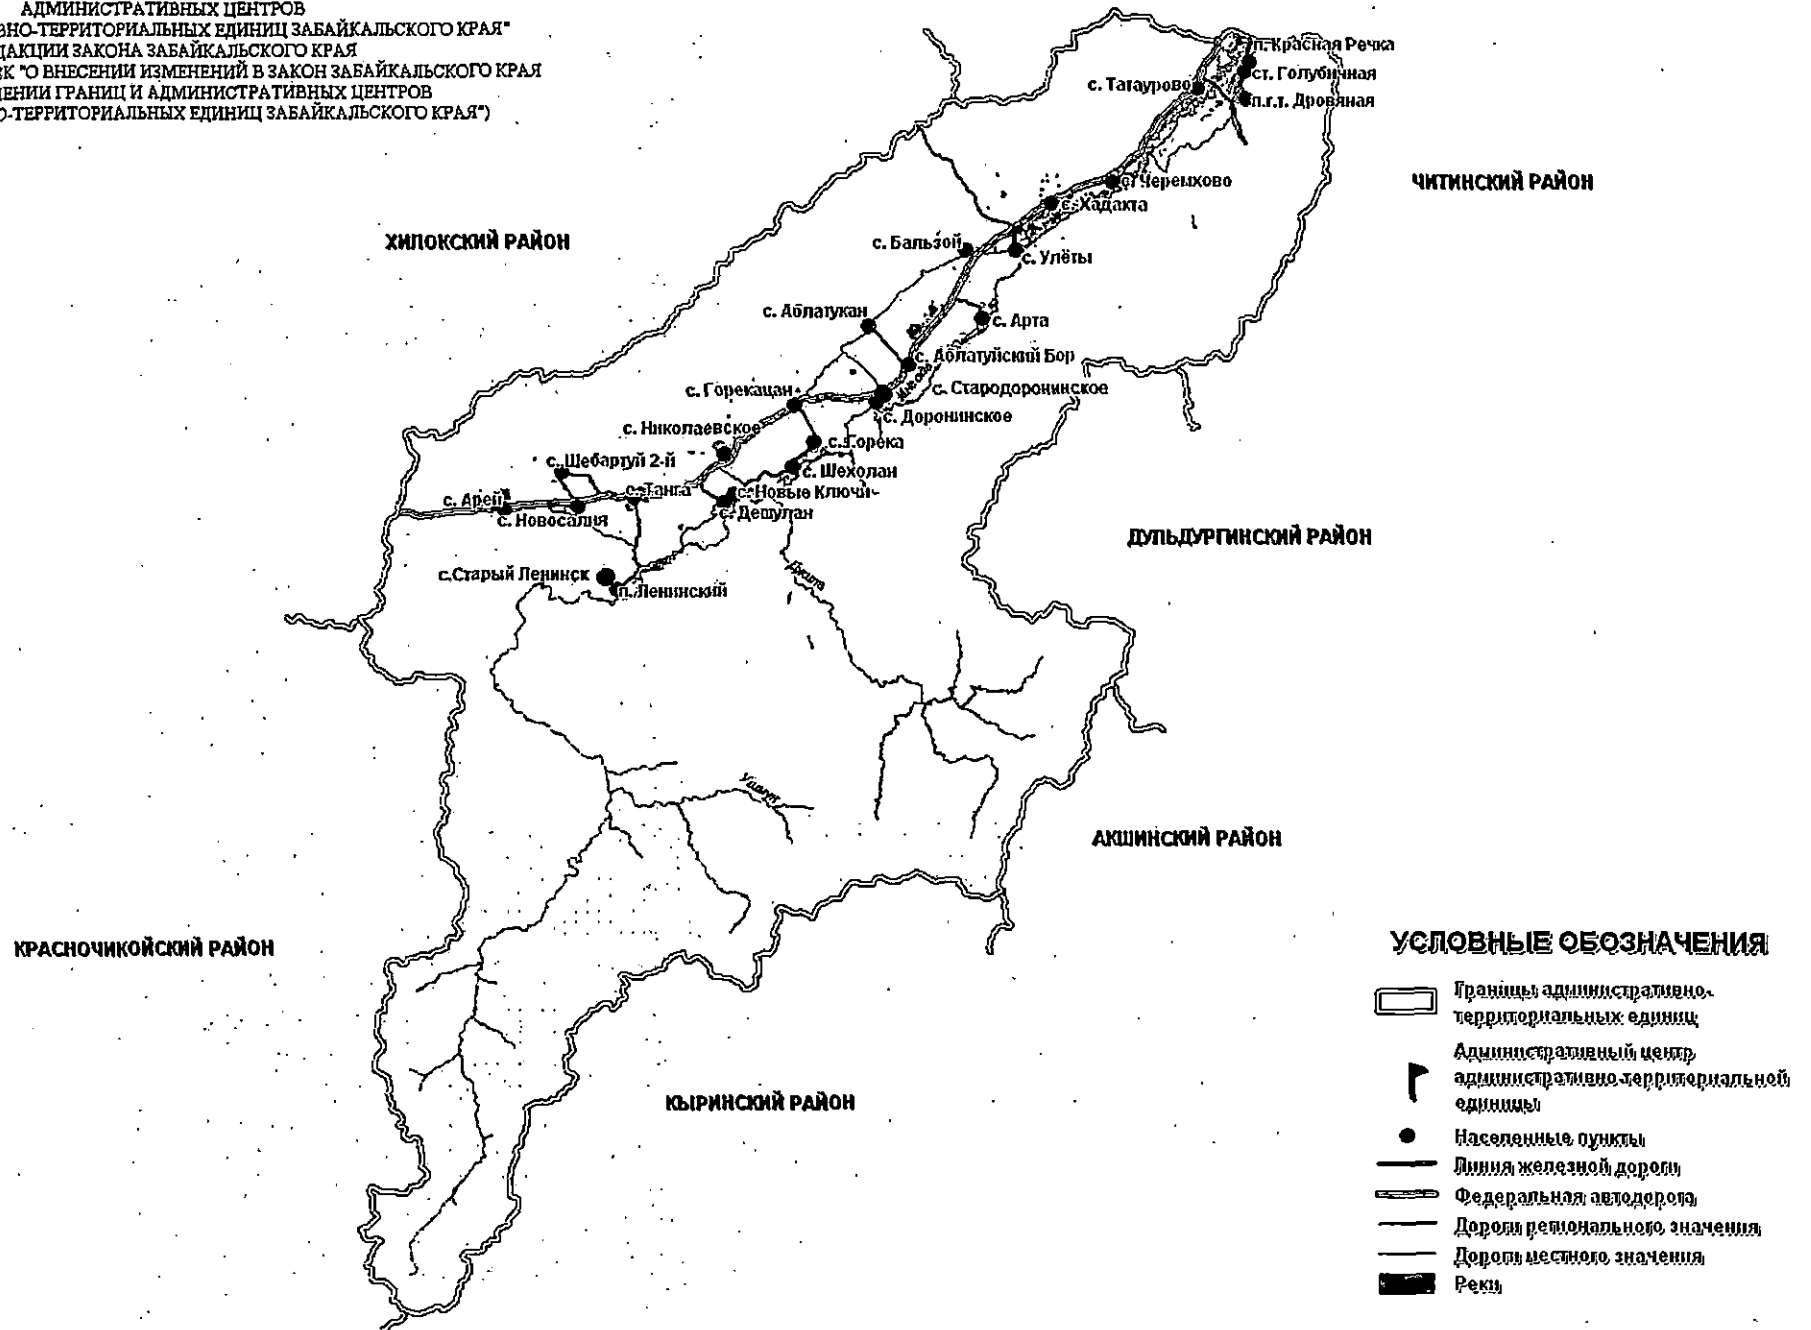 АДМИНИСТРАТИВНЫХ ЦЕНТРОВ
ВНО-ТЕРРИТОРИАЛЬНЫХ ЕДИНИЦ ЗАБАЙКАЛЬСКОГО КРАЯ"
ДАКЦИИ ЗАКОНА ЗАБАЙКАЛЬСКОГО КРАЯ
ЗК "О ВНЕСЕНИИ ИЗМЕНЕНИЙ В ЗАКОН ЗАБАЙКАЛЬСКОГО КРАЯ
ЛЕНИИ ГРАНИЦ И АДМИНИСТРАТИВНЫХ ЦЕНТРОВ
О-ТЕРРИТОРИАЛЬНЫХ ЕДИНИЦ ЗАБАЙКАЛЬСКОГО КРАЯ")
п. Красная Речка
ст. Голубичная
с. Татаурово
п.г.т. Дровяная
с. Черемхово
ЧИТИНСКИЙ РАЙОН
с. Хадакта
ХИЛОКСКИЙ РАЙОН
с. Бальзой
с. Улёты
с. Аблатукан
с. Арта
с. Аблатуйский Бор
с. Горекацан
с. Стародоронинское
с. Доронинское
с. Николаевское
с. Горека
с. Шебартуй 2-й
с. Шехолан
с. Танга
с. Новые Ключи
с. Арей
с. Новосалия
с. Дешулан
ДУЛЬДУРГИНСКИЙ РАЙОН
с.Старый Ленинск
п. Ленинский
АКШИНСКИЙ РАЙОН
КРАСНОЧИКОЙСКИЙ РАЙОН
КЫРИНСКИЙ РАЙОН
УСЛОВНЫЕ ОБОЗНАЧЕНИЯ
Границы административно-
территориальных единиц
Административный центр
административно-территориальной
единицы
Населенные пункты
Линия железной дороги
Федеральная автодорога
Дороги регионального значения
Дороги местного значения
Реки